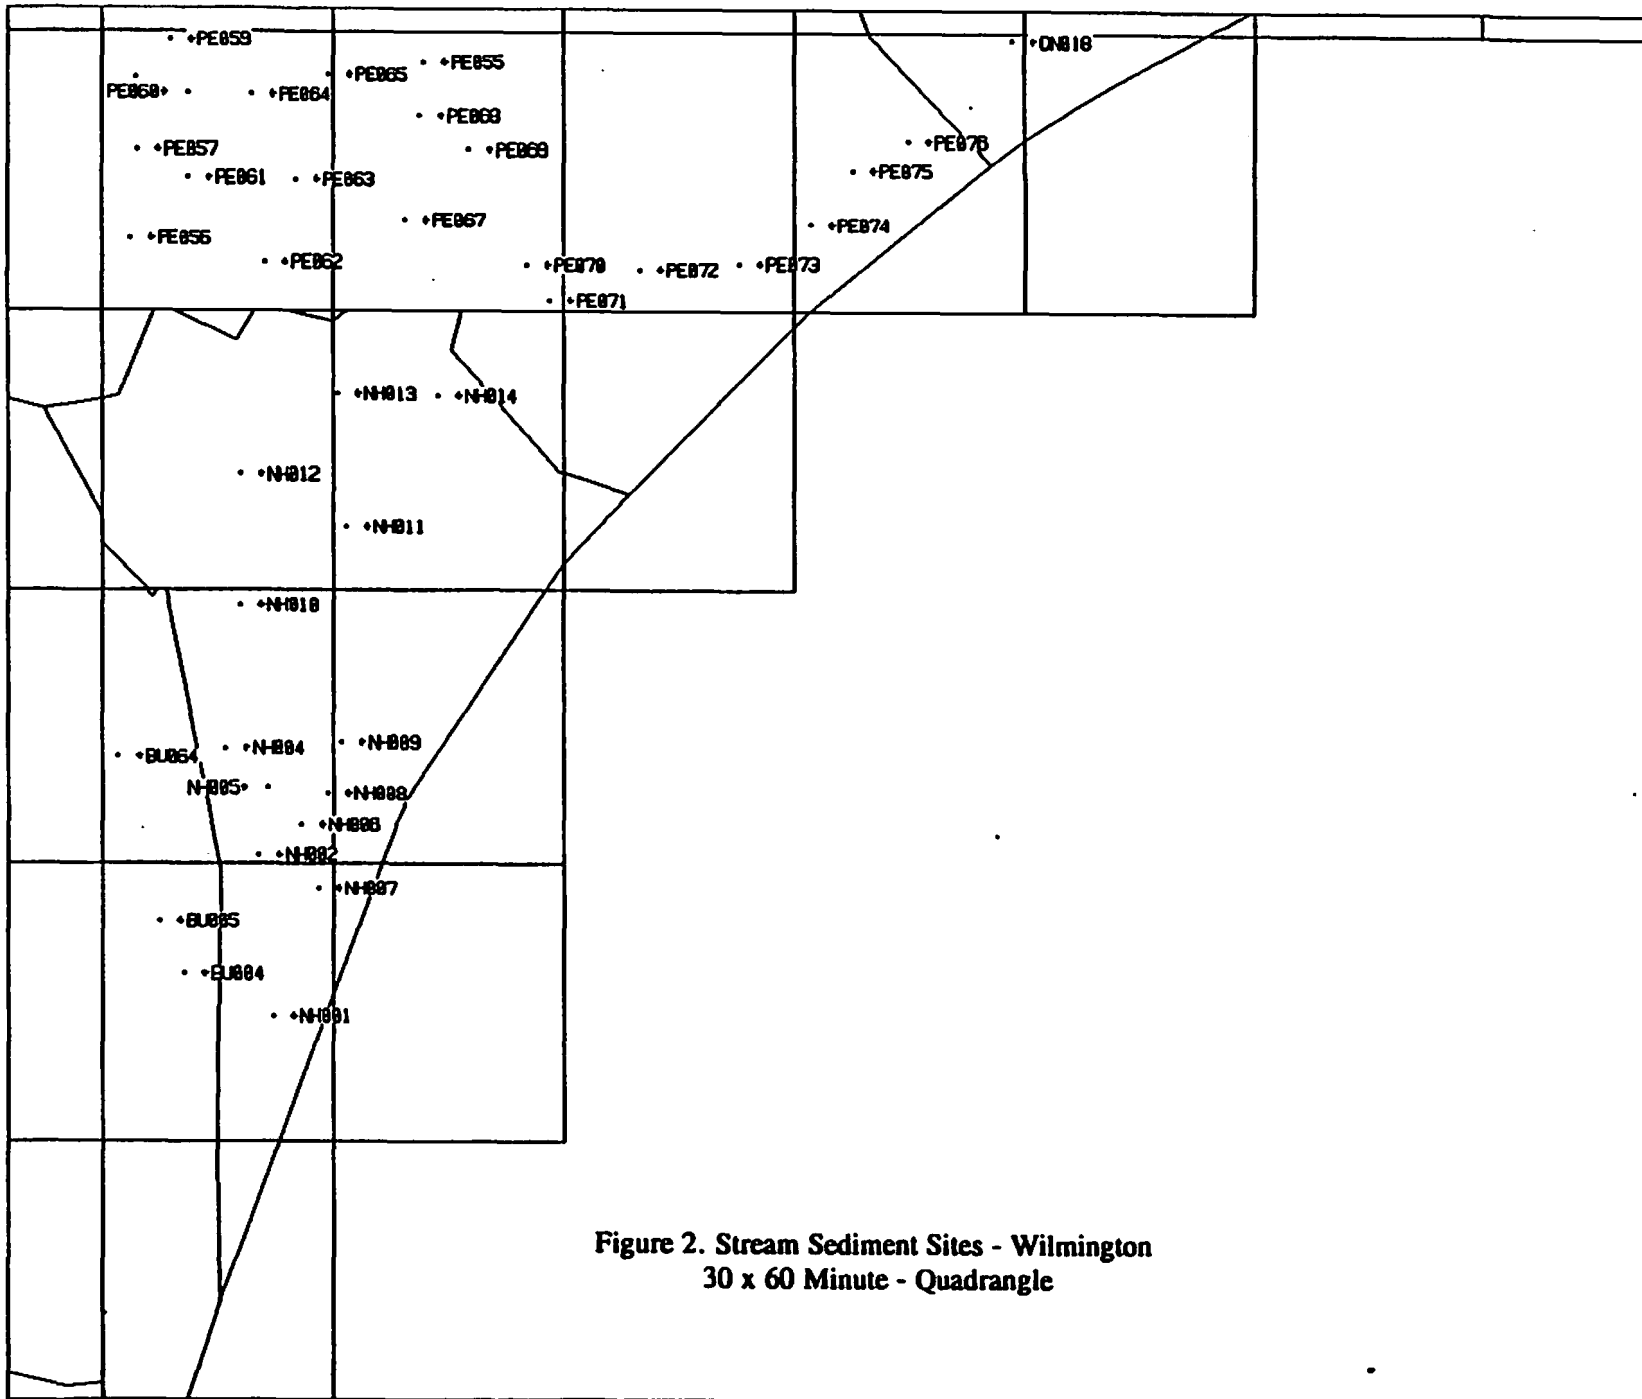 PE059
ON018
PE055
PE065
PE060
PE064
PE068
PE076
PE057
PE069
PE075
PE061
PE063
PE067
PE074
PE056
PE062
PE070
PE072
PE073
PE071
NH013
NH014
NH012
NH011
NH010
NH009
NH004
BU064
NH005
NH008
NH006
NH002
NH007
BU005
BU004
NH001
Figure 2. Stream Sediment Sites - Wilmington
30 x 60 Minute - Quadrangle